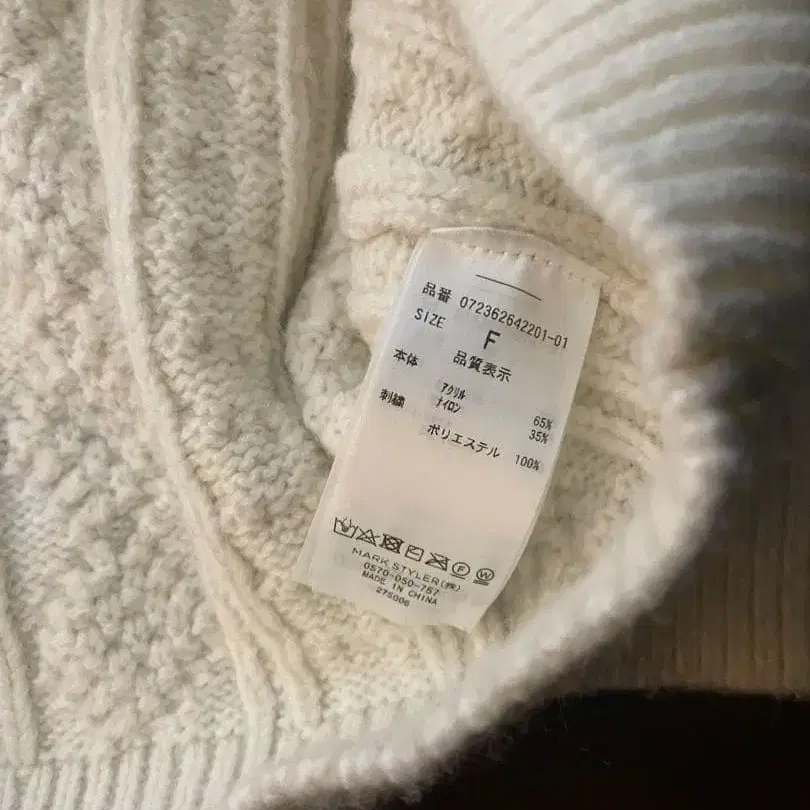 品番 072362642201-01
SIZE F
品質表示
本体 アクリル 65%
ナイロン 35%
刺繍 ポリエステル 100%
MARK STYLER(株)
0570-050-757
MADE IN CHINA
275006